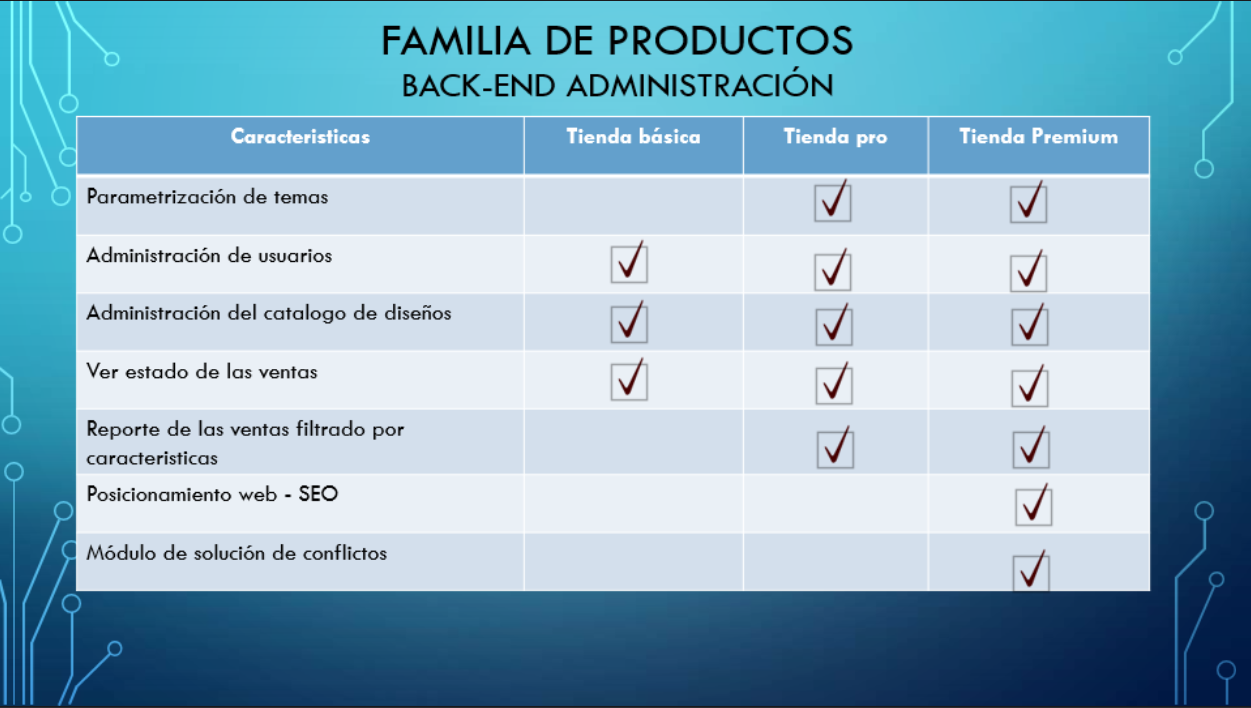 FAMILIA DE PRODUCTOS
BACK-END ADMINISTRACIÓN
Caracteristicas Tienda básica Tienda pro Tienda Premium
Parametrización de temas
Administración de usuarios
Administración del catalogo de diseños
Ver estado de las ventas
Reporte de las ventas filtrado por
caracteristicas
Posicionamiento web - SEO
Módulo de solución de conflictos